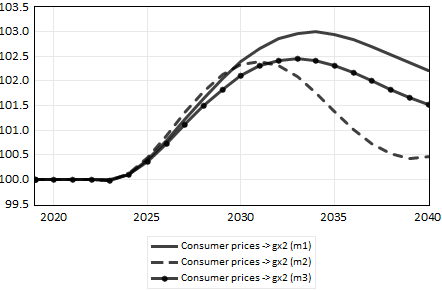 103.5
103.0
102.5
102.0
101.5
101.0
100.5
100.0
99.5
2020 2025 2030 2035 2040
Consumer prices -> gx2 (m1)
Consumer prices -> gx2 (m2)
Consumer prices -> gx2 (m3)